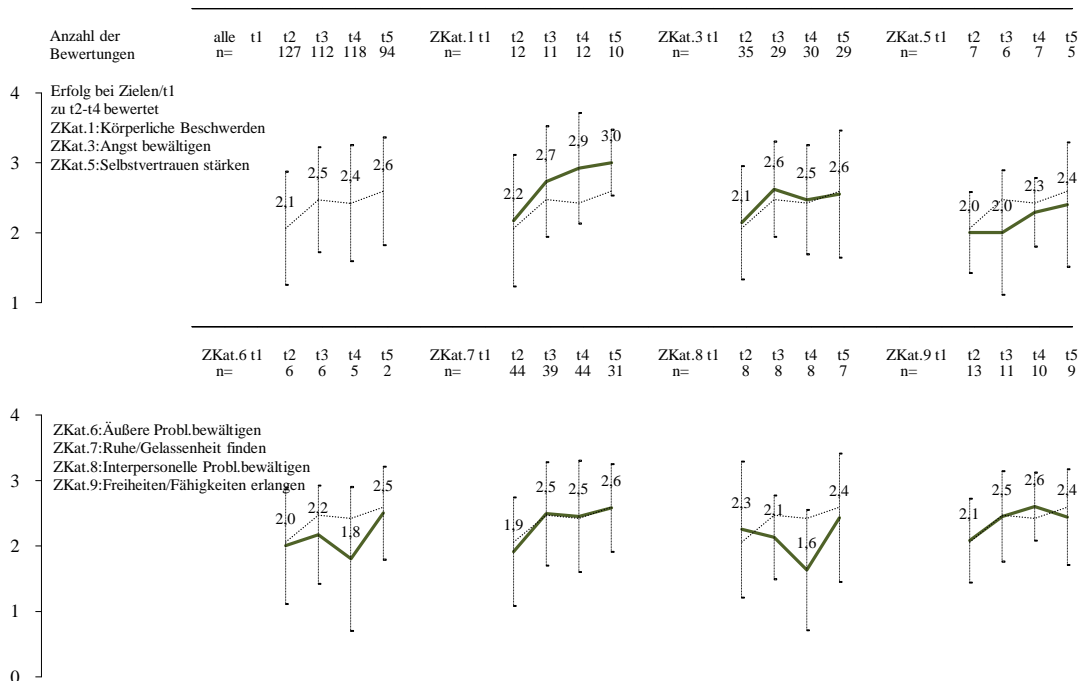 Anzahl der alle t1 t2 t3 t4 t5 ZKat.1 t1 t2 t3 t4 t5 ZKat.3 t1 t2 t3 t4 t5 ZKat.5 t1 t2 t3 t4 t5
Bewertungen n= 127 112 118 94 n= 12 11 12 10 n= 35 29 30 29 n= 7 6 7 5
4
Erfolg bei Zielen/t1
zu t2-t4 bewertet
ZKat.1:Körperliche Beschwerden
ZKat.3:Angst bewältigen
ZKat.5:Selbstvertrauen stärken
3
2
1
2,1 2,5 2,4 2,6
2,2 2,7 2,9 3,0
2,1 2,6 2,5 2,6
2,0 2,0 2,3 2,4
ZKat.6 t1 t2 t3 t4 t5 ZKat.7 t1 t2 t3 t4 t5 ZKat.8 t1 t2 t3 t4 t5 ZKat.9 t1 t2 t3 t4 t5
n= 6 6 5 2 n= 44 39 44 31 n= 8 8 8 7 n= 13 11 10 9
4
ZKat.6:Äußere Probl.bewältigen
ZKat.7:Ruhe/Gelassenheit finden
ZKat.8:Interpersonelle Probl.bewältigen
ZKat.9:Freiheiten/Fähigkeiten erlangen
3
2
1
0
2,0 2,2 1,8 2,5
1,9 2,5 2,5 2,6
2,3 2,1 1,6 2,4
2,1 2,5 2,6 2,4